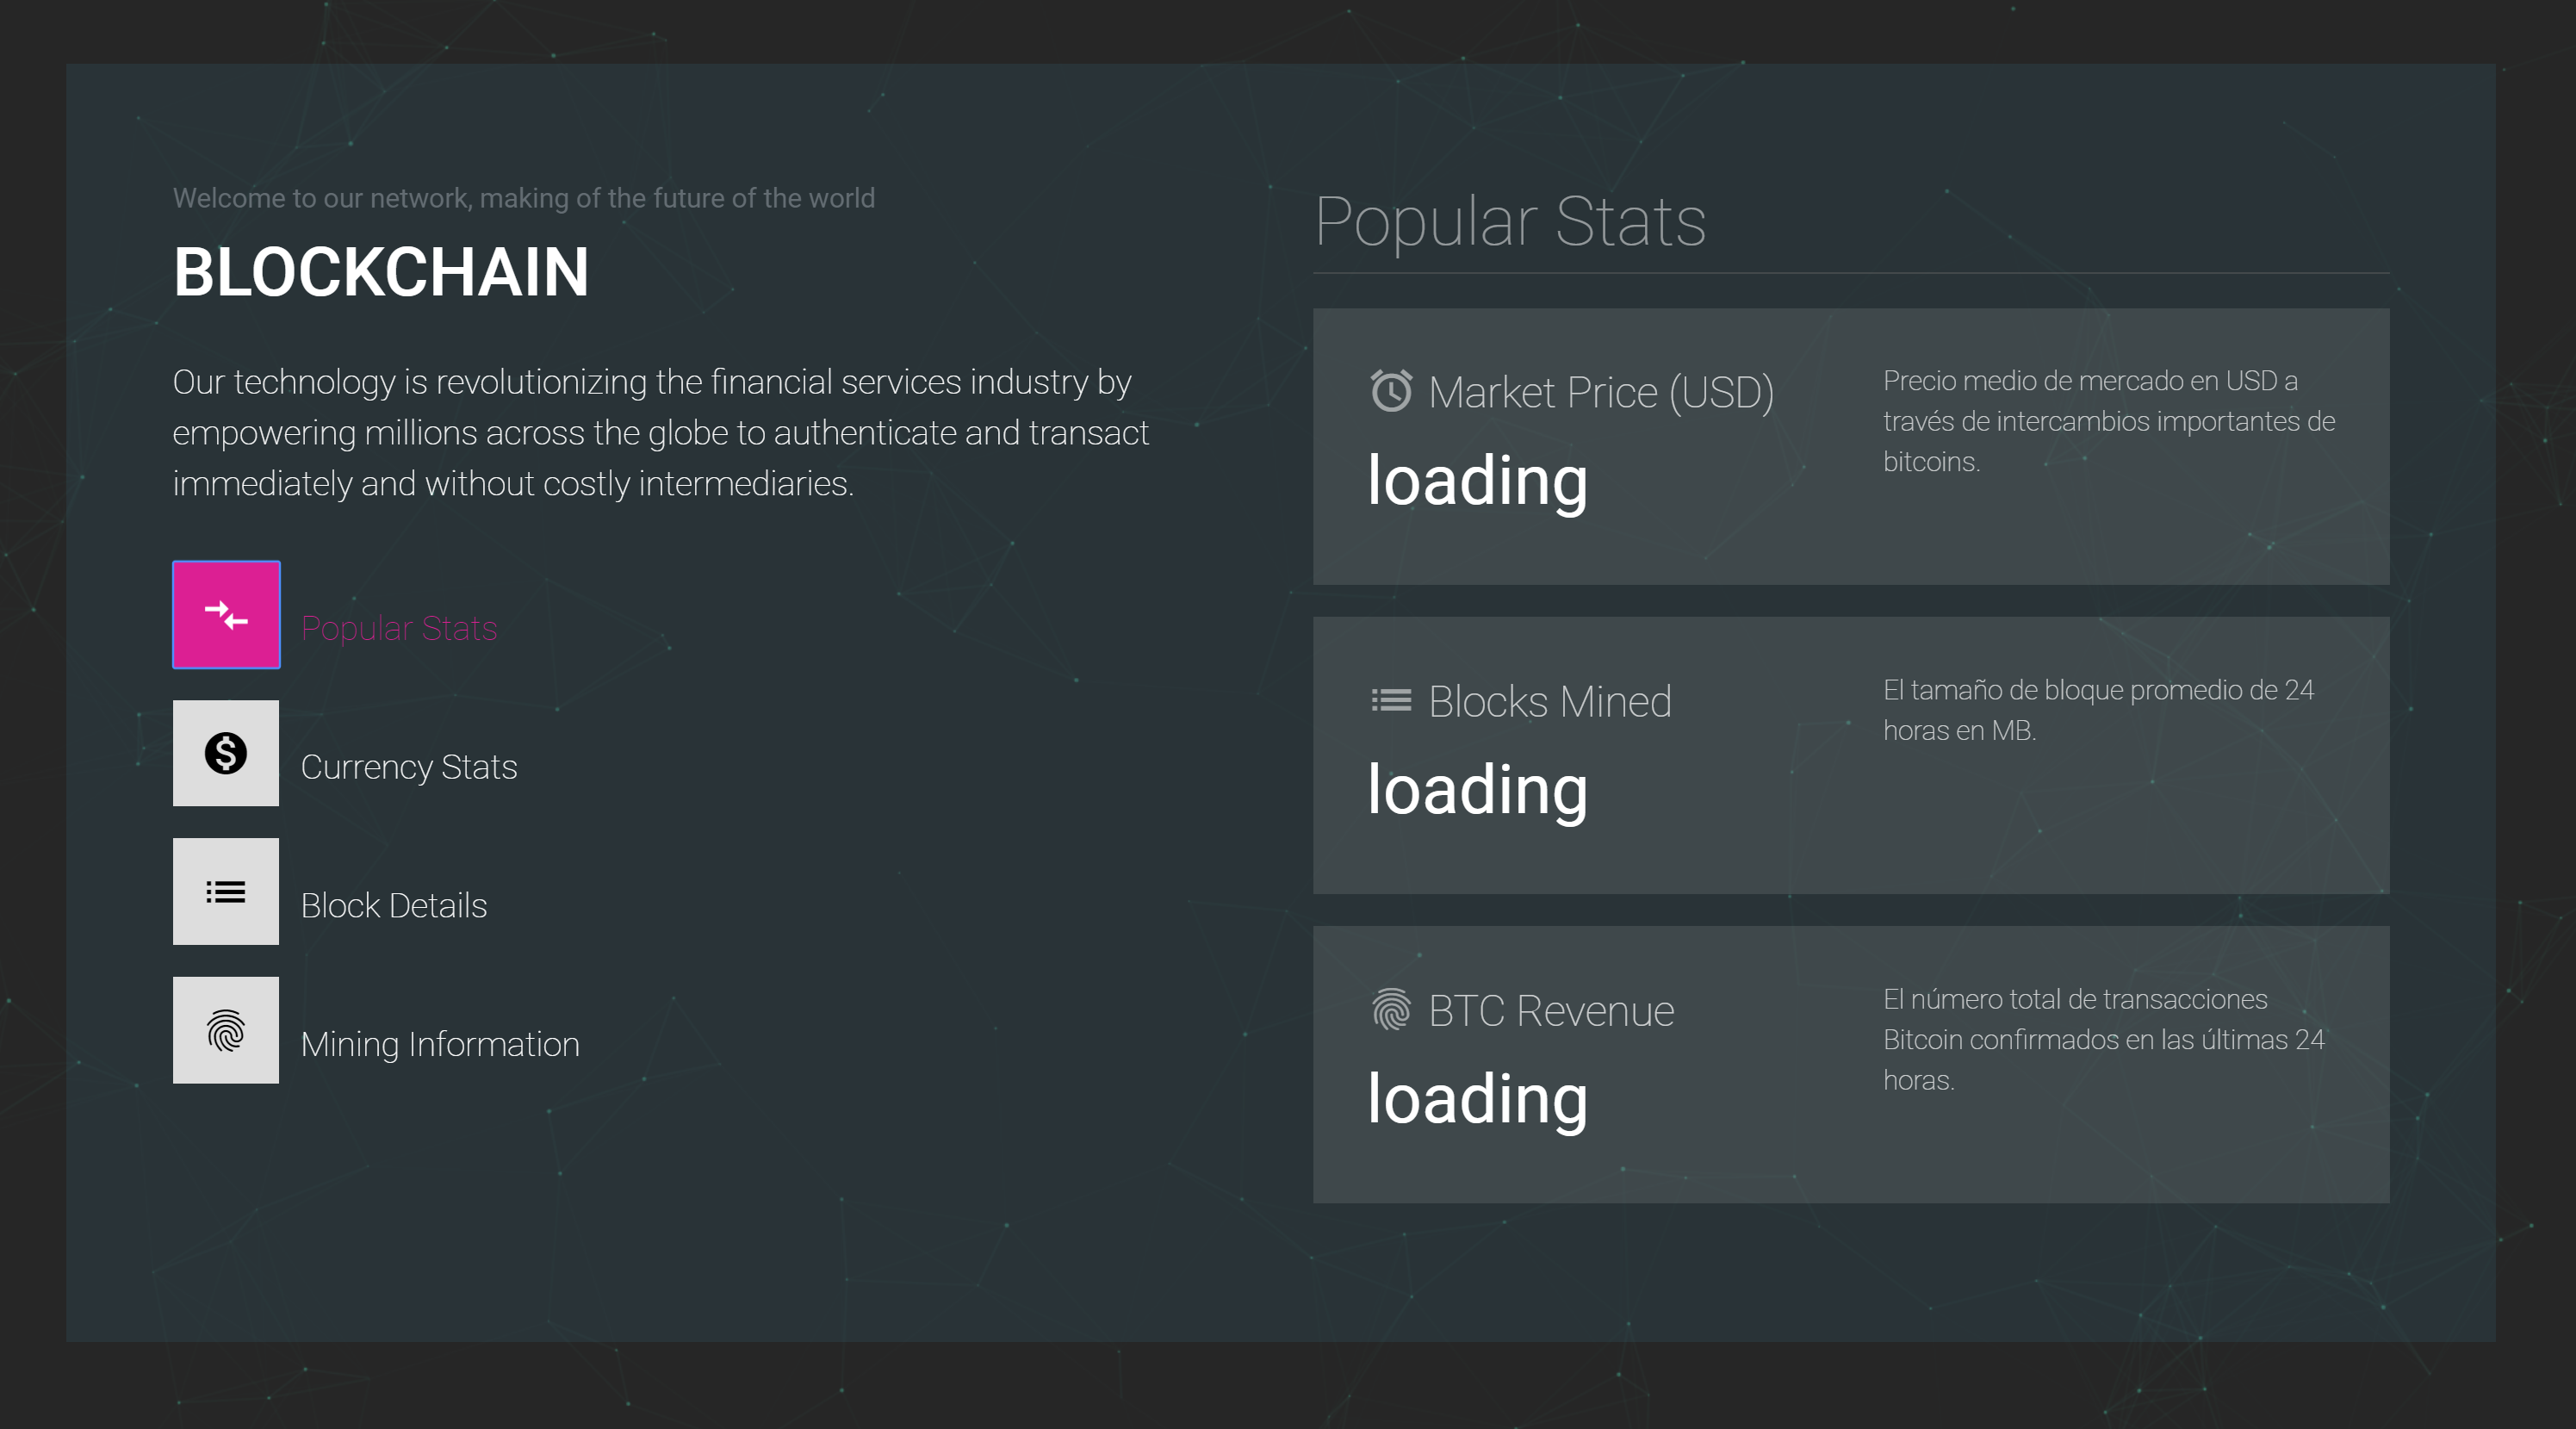 Welcome to our network, making of the future of the world
BLOCKCHAIN
Our technology is revolutionizing the financial services industry by
empowering millions across the globe to authenticate and transact
immediately and without costly intermediaries.
Popular Stats
Currency Stats
Block Details
Mining Information
Popular Stats
Market Price (USD)
loading
Precio medio de mercado en USD a
través de intercambios importantes de
bitcoins.
Blocks Mined
loading
El tamaño de bloque promedio de 24
horas en MB.
BTC Revenue
loading
El número total de transacciones
Bitcoin confirmados en las últimas 24
horas.